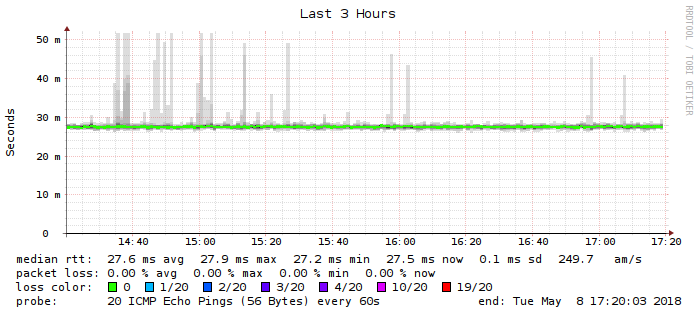 Last 3 Hours
RRDTOOL / TOBI OETIKER
Seconds
50 m
40 m
30 m
20 m
10 m
0
14:40 15:00 15:20 15:40 16:00 16:20 16:40 17:00 17:20
median rtt: 27.6 ms avg 27.9 ms max 27.2 ms min 27.5 ms now 0.1 ms sd 249.7 am/s
packet loss: 0.00 % avg 0.00 % max 0.00 % min 0.00 % now
loss color: 0 1/20 2/20 3/20 4/20 10/20 19/20
probe: 20 ICMP Echo Pings (56 Bytes) every 60s end: Tue May 8 17:20:03 2018